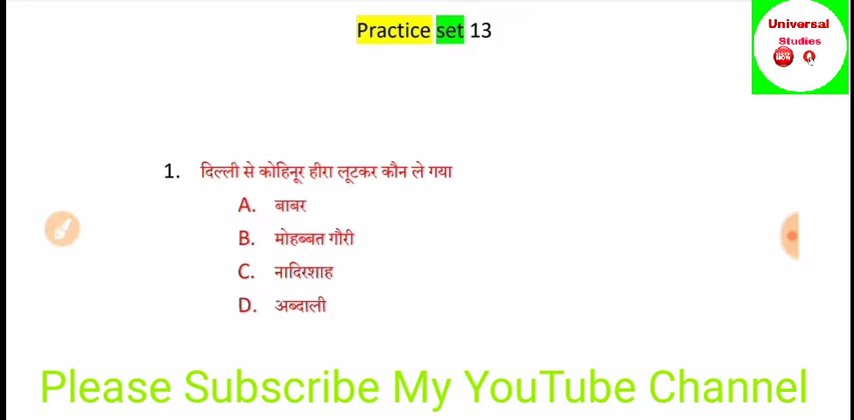 Practice set 13
Universal
Studies
1. दिल्ली से कोहिनूर हीरा लूटकर कौन ले गया
A. बाबर
B. मोहब्बत गौरी
C. नादिरशाह
D. अब्दाली
Please Subscribe My YouTube Channel